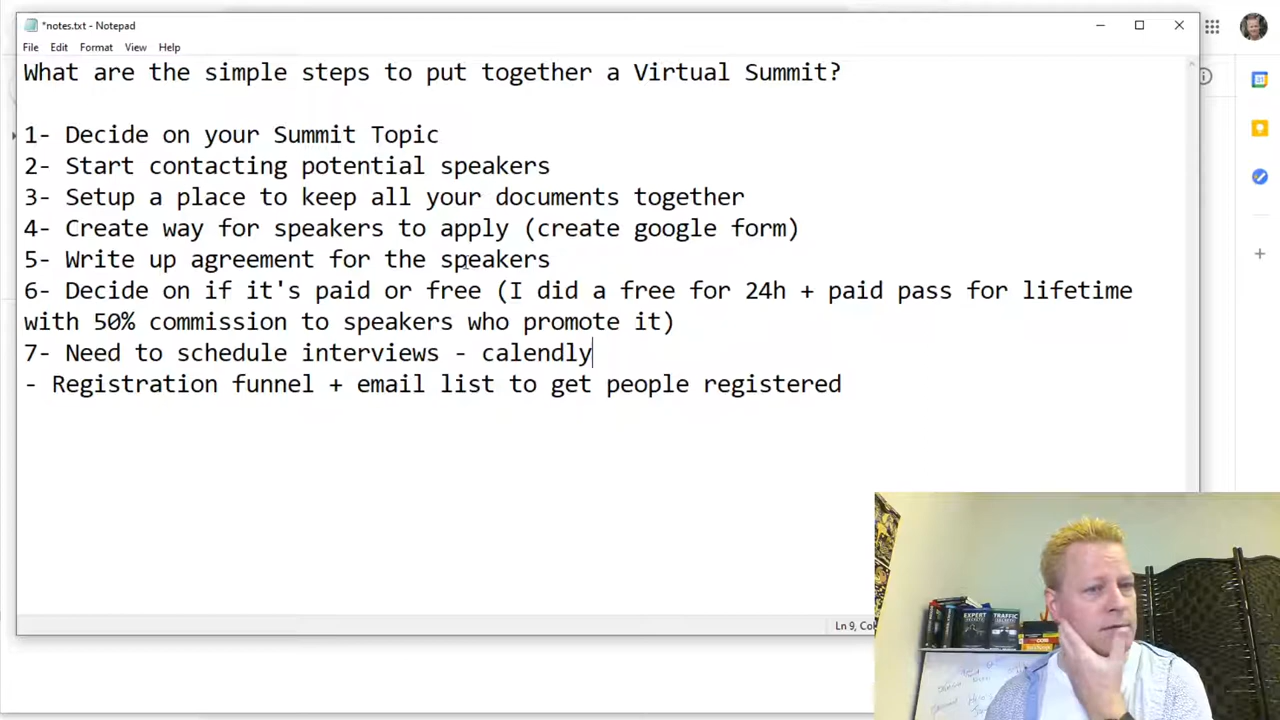 *notes.txt - Notepad
File Edit Format View Help
What are the simple steps to put together a Virtual Summit?
1- Decide on your Summit Topic
2- Start contacting potential speakers
3- Setup a place to keep all your documents together
4- Create way for speakers to apply (create google form)
5- Write up agreement for the speakers
6- Decide on if it's paid or free (I did a free for 24h + paid pass for lifetime
with 50% commission to speakers who promote it)
7- Need to schedule interviews - calendly
- Registration funnel + email list to get people registered
Ln 9,
EXPERT
SECRETS
TRAFFIC
SECRETS